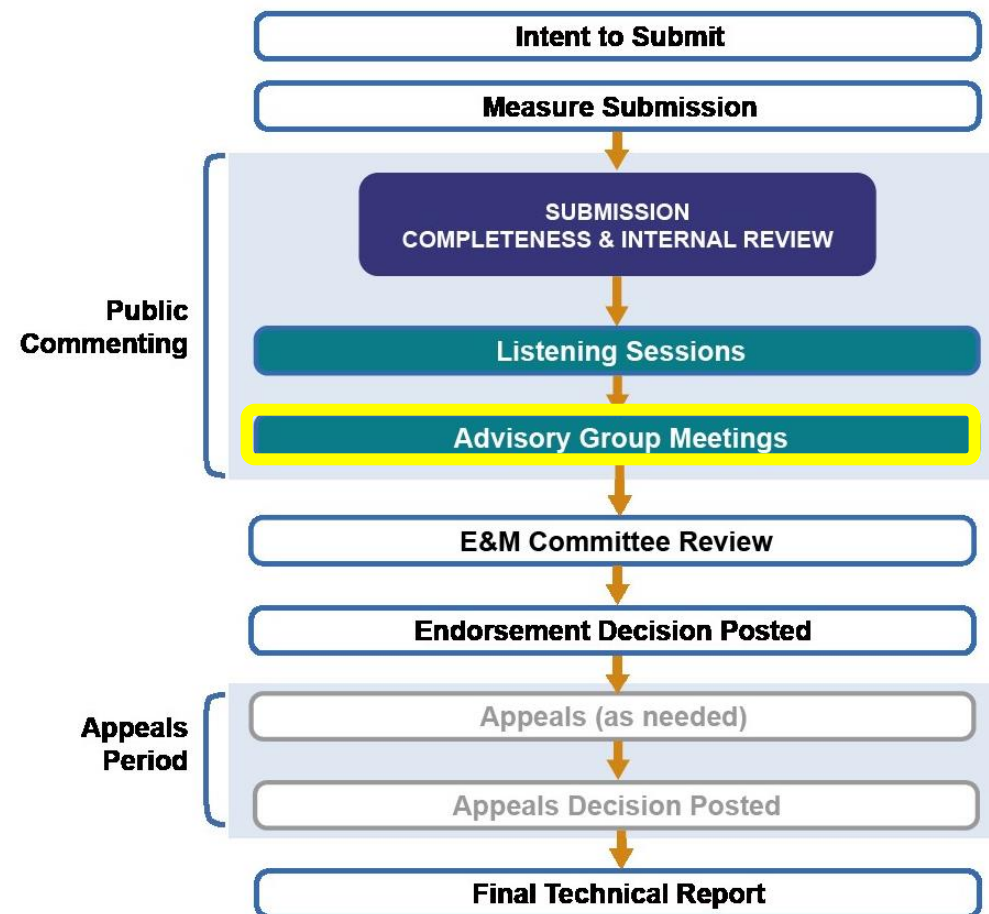 Intent to Submit
Measure Submission
SUBMISSION
COMPLETENESS & INTERNAL REVIEW
Public
Commenting
Listening Sessions
Advisory Group Meetings
E&M Committee Review
Endorsement Decision Posted
Appeals
Period
Appeals (as needed)
Appeals Decision Posted
Final Technical Report